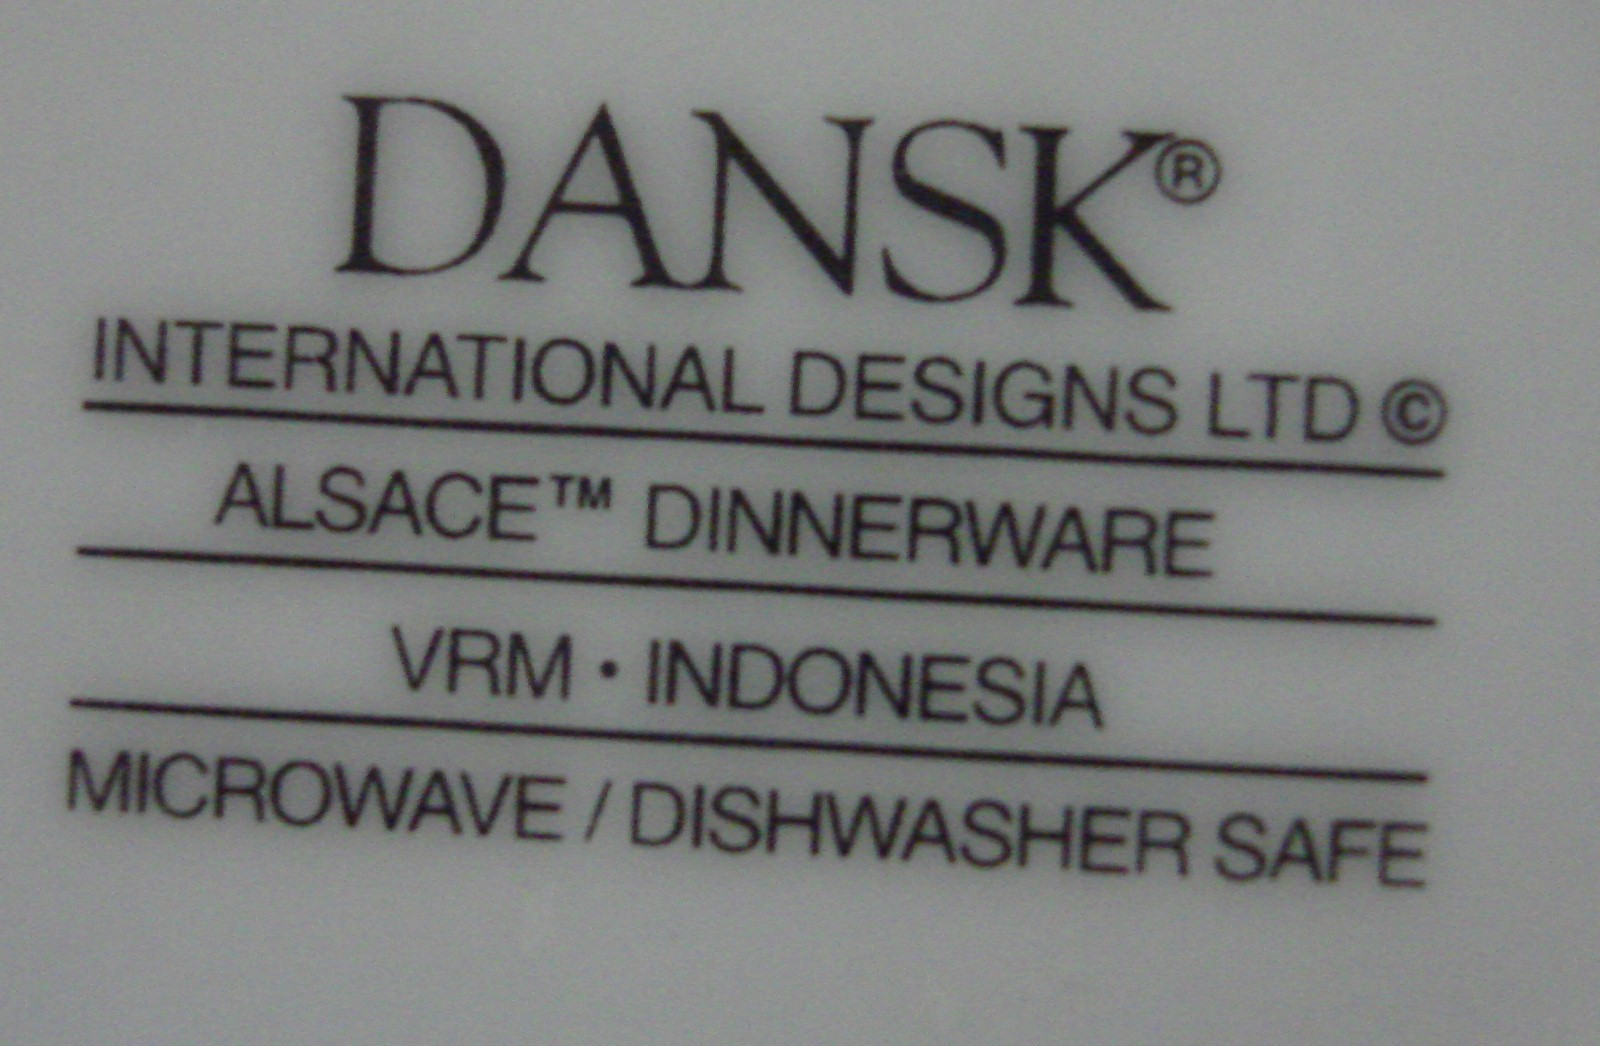 DANSK®
INTERNATIONAL DESIGNS LTD ©
ALSACE™ DINNERWARE
VRM • INDONESIA
MICROWAVE / DISHWASHER SAFE